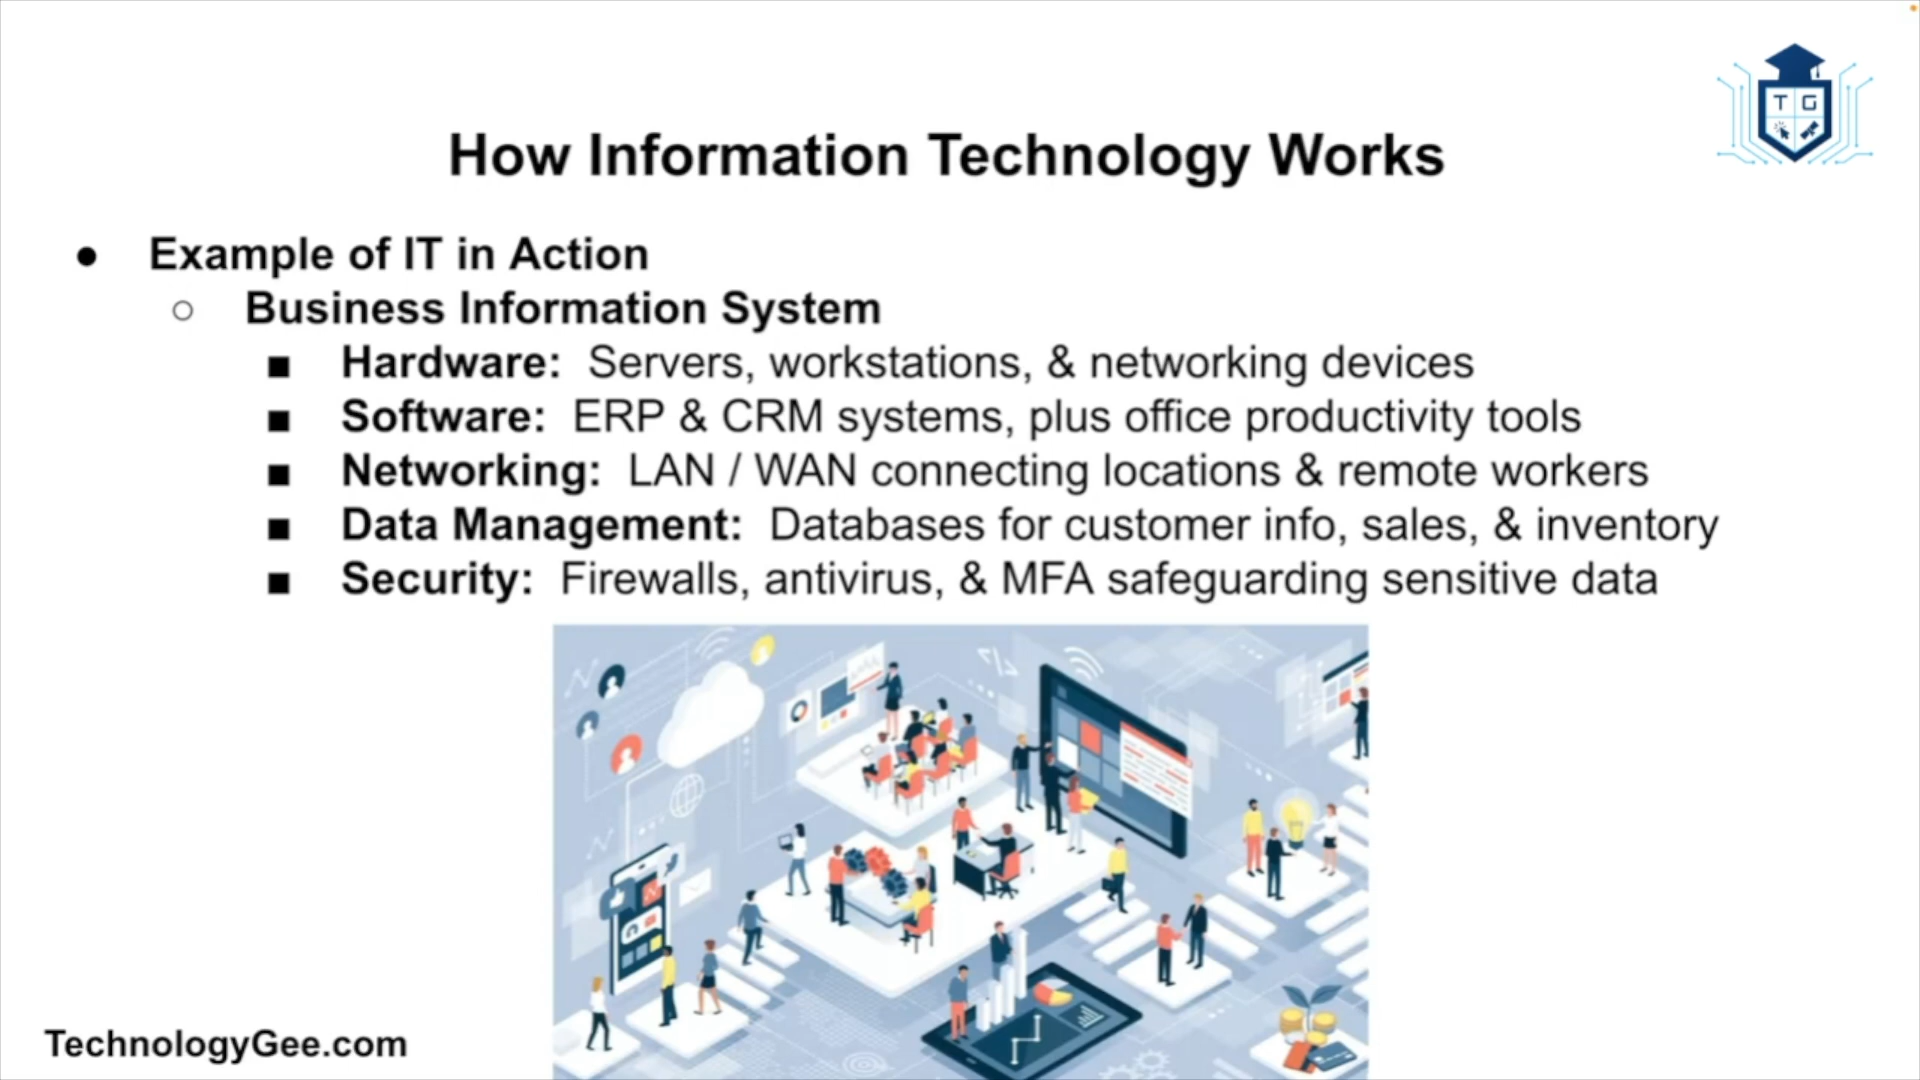 T G
How Information Technology Works
● Example of IT in Action
○ Business Information System
■ Hardware: Servers, workstations, & networking devices
■ Software: ERP & CRM systems, plus office productivity tools
■ Networking: LAN / WAN connecting locations & remote workers
■ Data Management: Databases for customer info, sales, & inventory
■ Security: Firewalls, antivirus, & MFA safeguarding sensitive data
</>
TechnologyGee.com